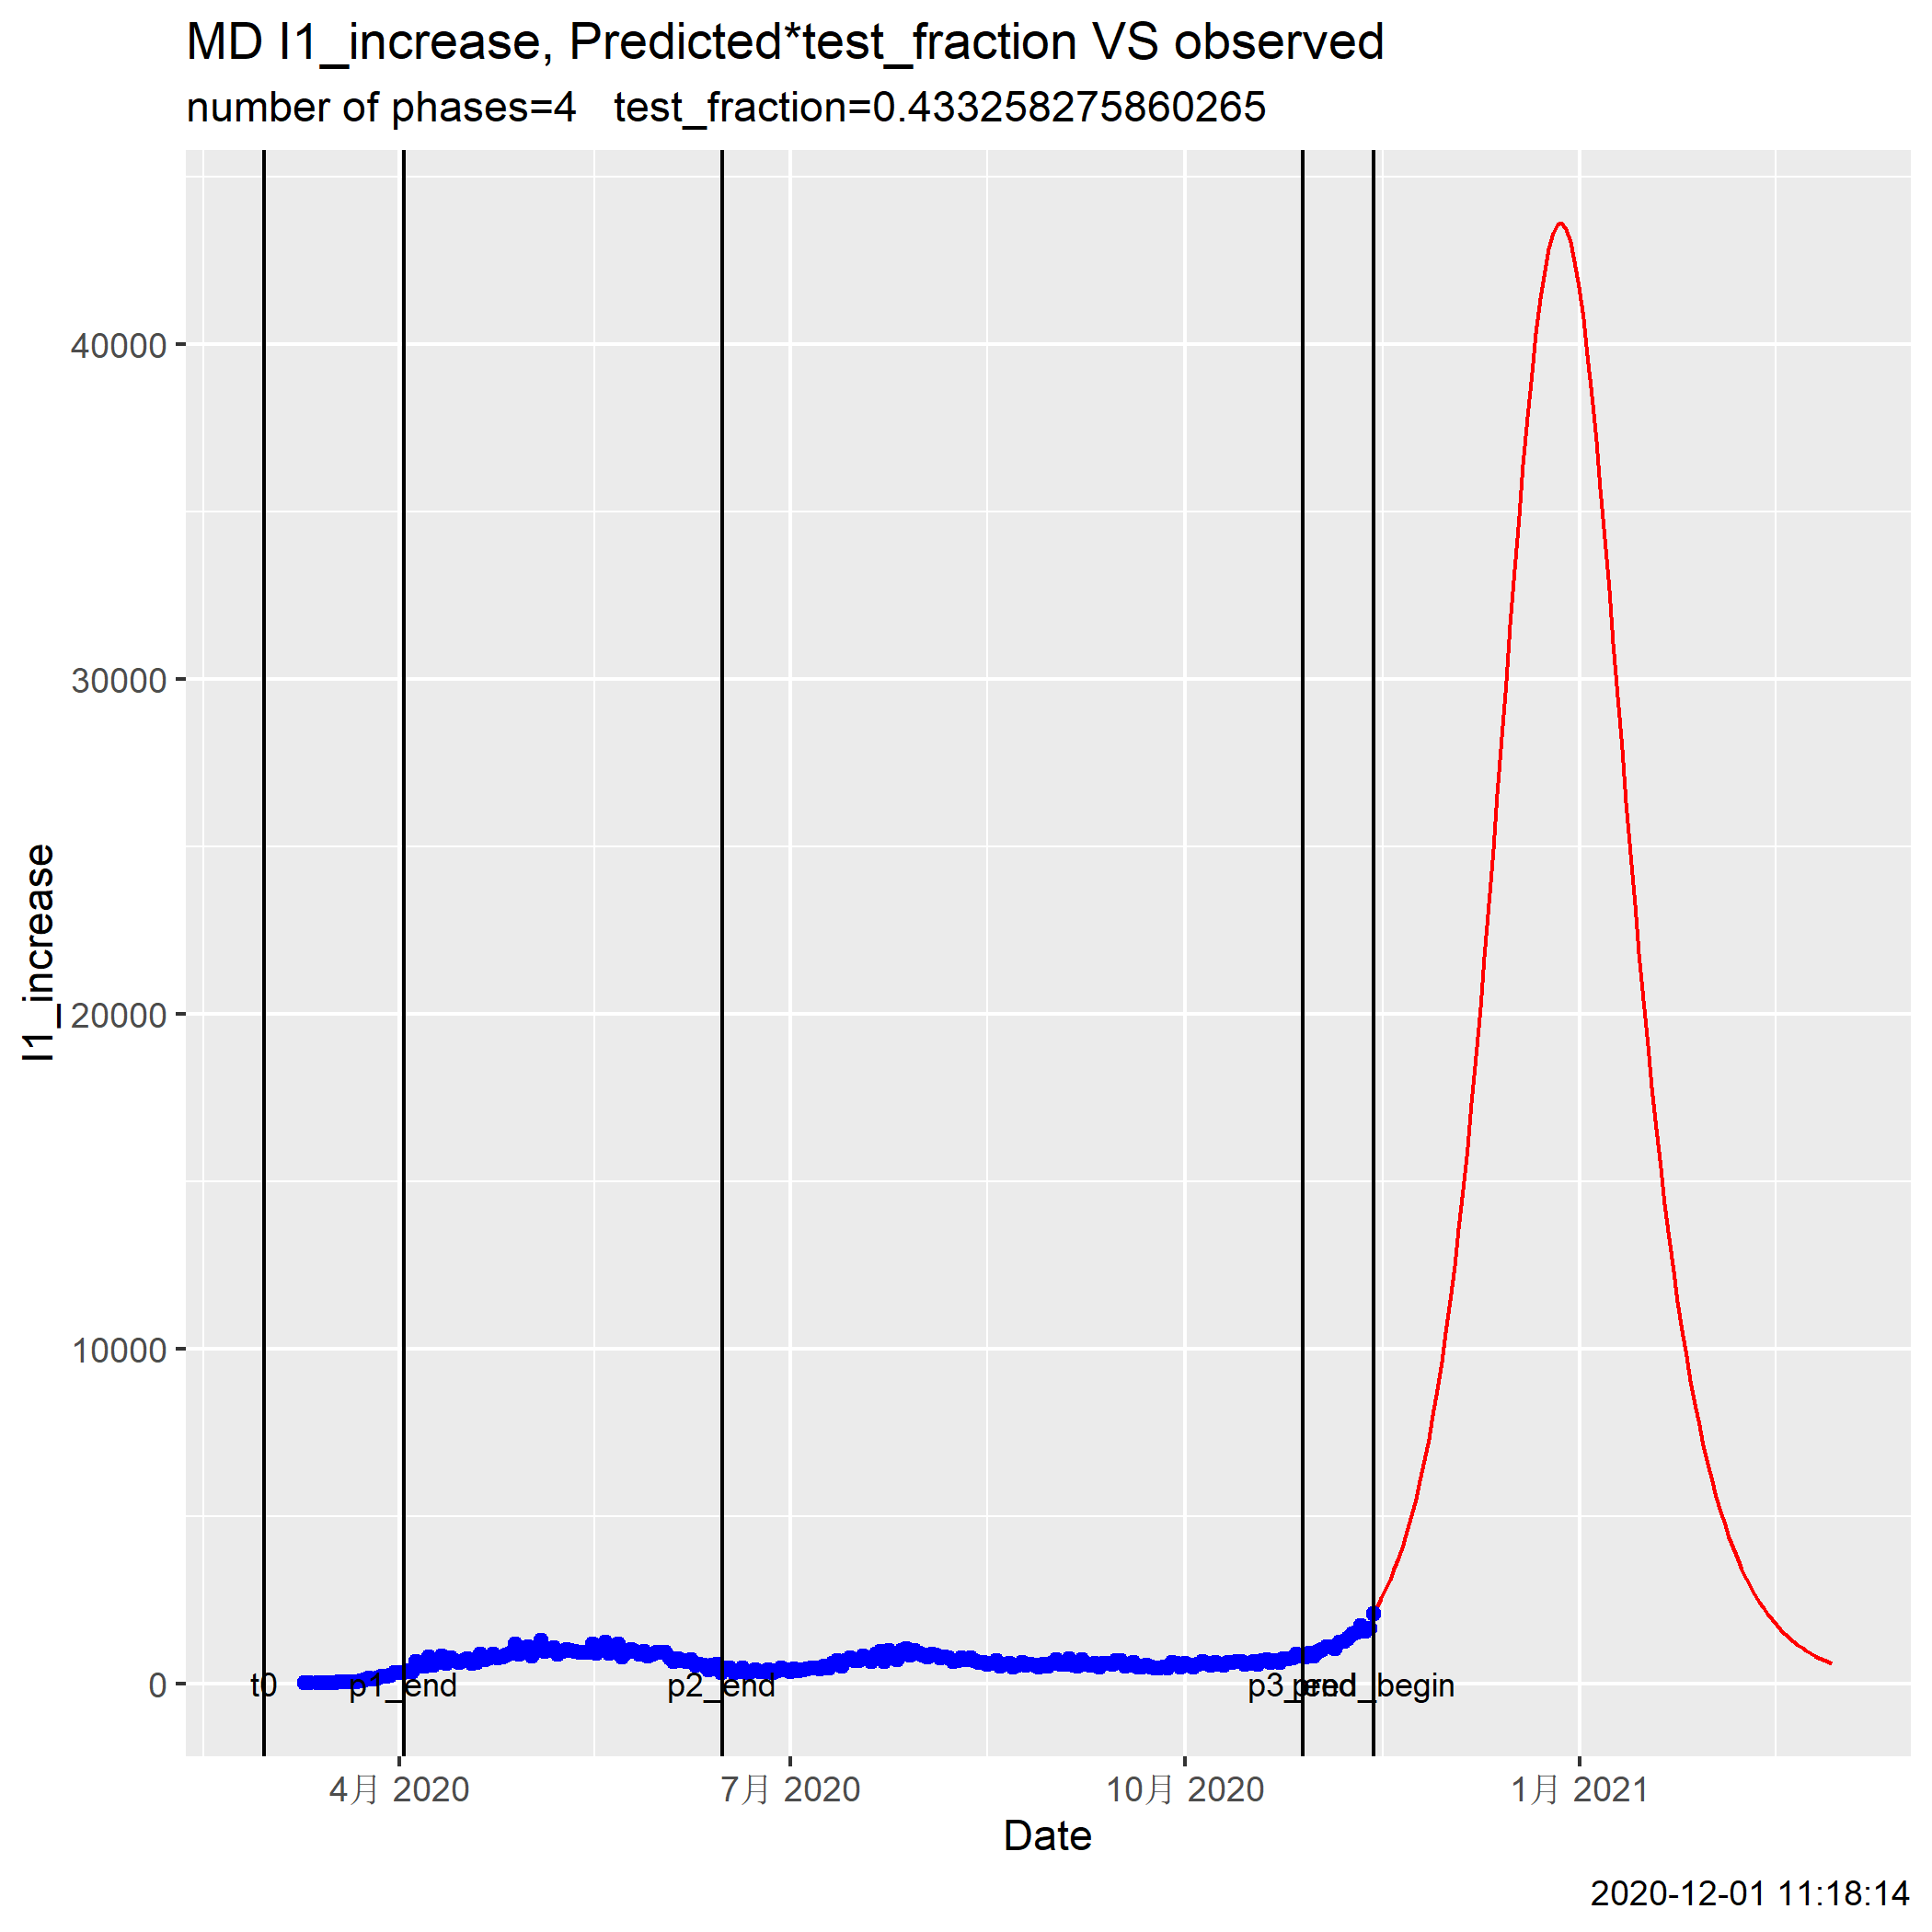 MD I1_increase, Predicted*test_fraction VS observed
number of phases=4 test_fraction=0.433258275860265
I1_increase
40000
30000
20000
10000
0
t0
p1_end
p2_end
p3_end
pred_begin
4月 2020
7月 2020
10月 2020
1月 2021
Date
2020-12-01 11:18:14